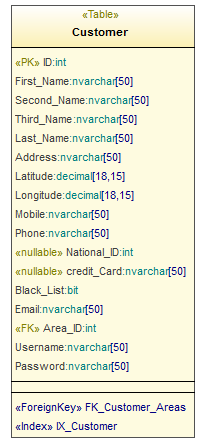 «Table»
Customer
«PK» ID:int
First_Name:nvarchar[50]
Second_Name:nvarchar[50]
Third_Name:nvarchar[50]
Last_Name:nvarchar[50]
Address:nvarchar[50]
Latitude:decimal[18,15]
Longitude:decimal[18,15]
Mobile:nvarchar[50]
Phone:nvarchar[50]
«nullable» National_ID:int
«nullable» credit_Card:nvarchar[50]
Black_List:bit
Email:nvarchar[50]
«FK» Area_ID:int
Username:nvarchar[50]
Password:nvarchar[50]
«ForeignKey» FK_Customer_Areas
«Index» IX_Customer